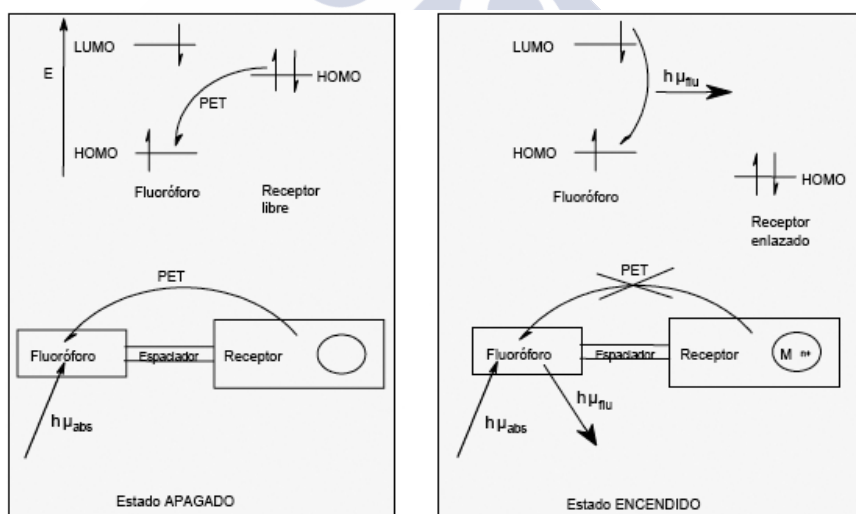 LUMO
E
HOMO
PET
HOMO
Fluoróforo
Receptor
libre
PET
Fluoróforo
Espaciador
Receptor
hμabs
Estado APAGADO
LUMO
hμflu
HOMO
HOMO
Fluoróforo
Receptor
enlazado
PET
Fluoróforo
Espaciador
Receptor
M n+
hμflu
hμabs
Estado ENCENDIDO